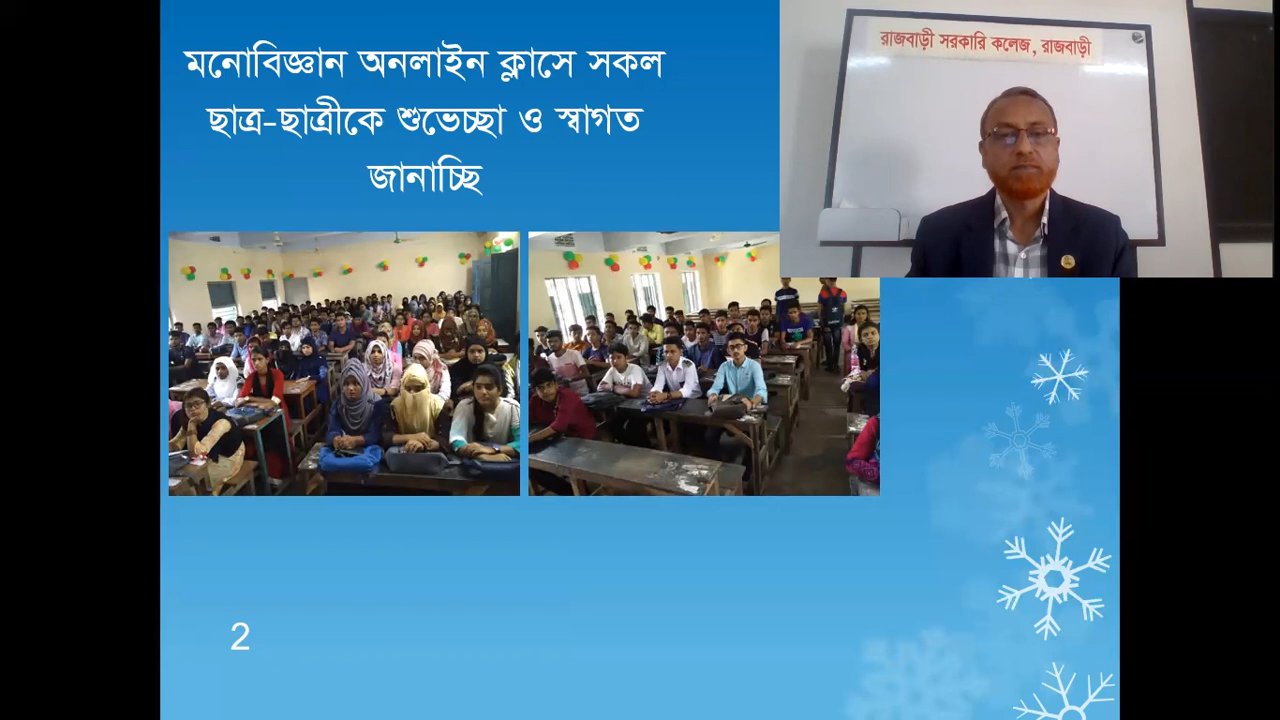 মনোবিজ্ঞান অনলাইন ক্লাসে সকল
ছাত্র-ছাত্রীকে শুভেচ্ছা ও স্বাগত
জানাচ্ছি
রাজবাড়ী সরকারি কলেজ, রাজবাড়ী
2